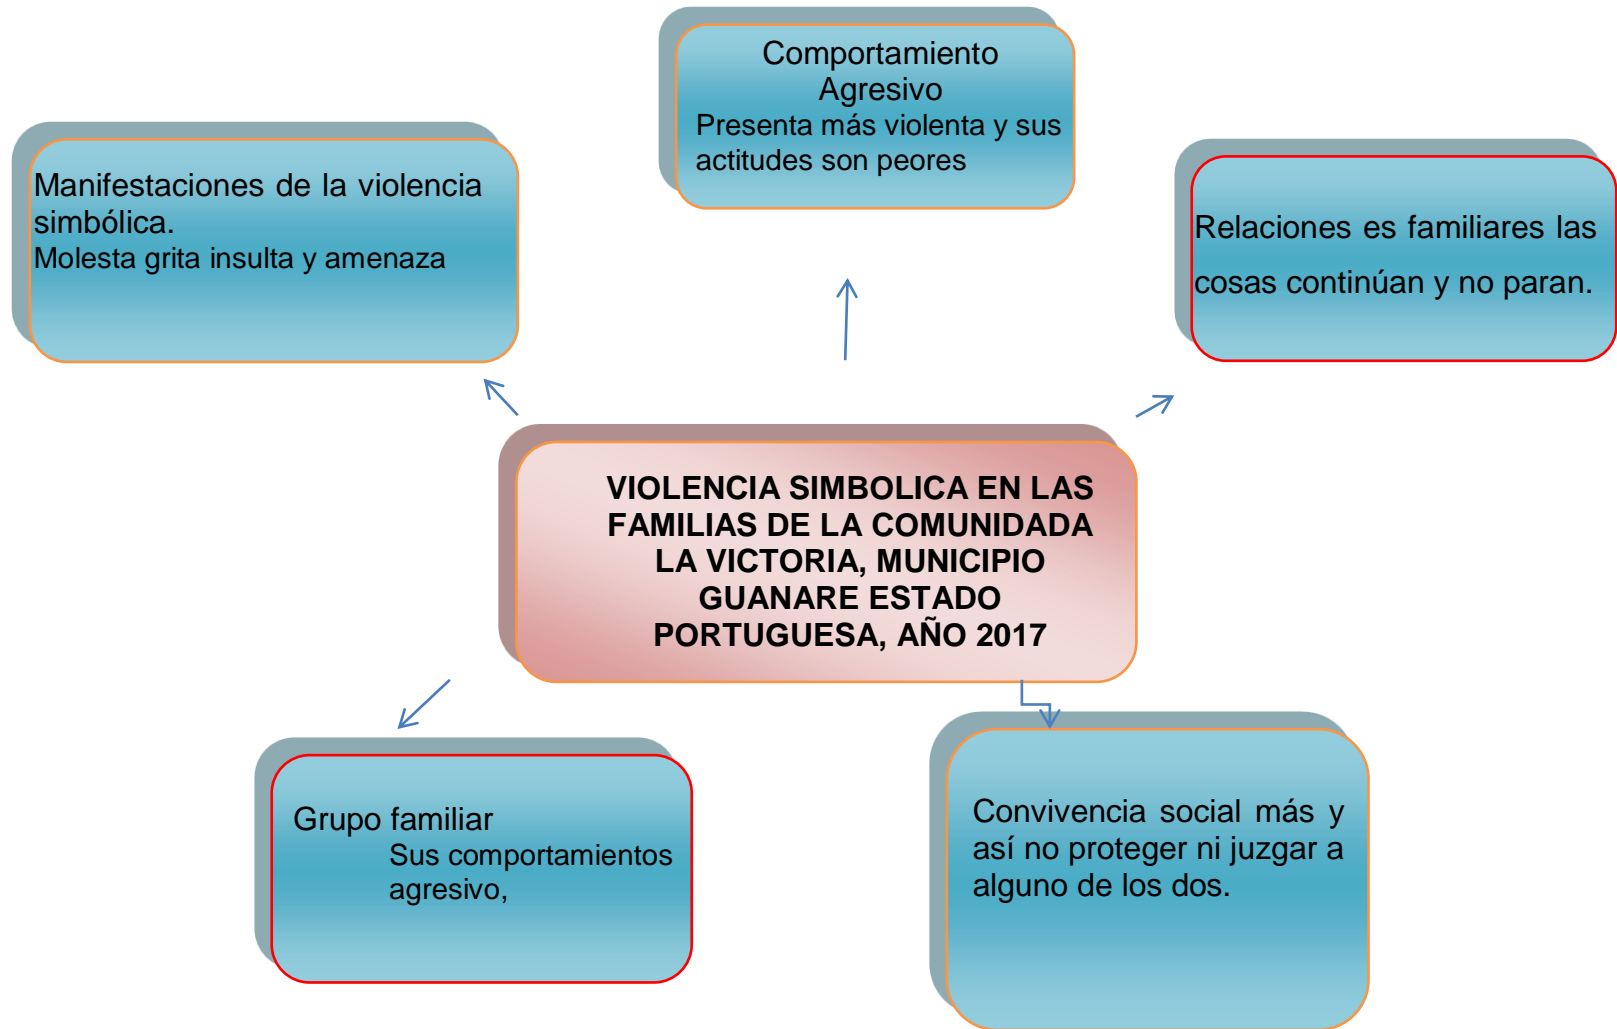 Comportamiento
Agresivo
Presenta más violenta y sus
actitudes son peores
Manifestaciones de la violencia
simbólica.
Molesta grita insulta y amenaza
Relaciones es familiares las
cosas continúan y no paran.
VIOLENCIA SIMBOLICA EN LAS
FAMILIAS DE LA COMUNIDADA
LA VICTORIA, MUNICIPIO
GUANARE ESTADO
PORTUGUESA, AÑO 2017
Grupo familiar
Sus comportamientos
agresivo,
Convivencia social más y
así no proteger ni juzgar a
alguno de los dos.